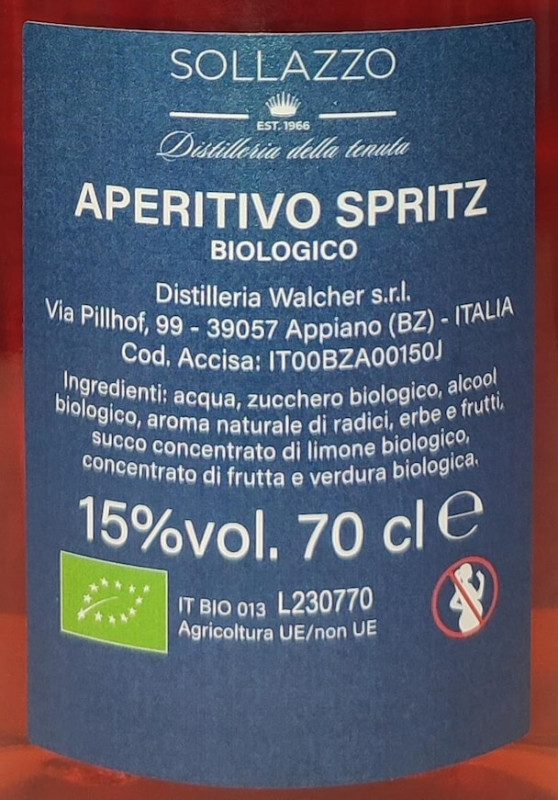 SOLLAZZO
EST. 1966
Distilleria della tenuta
APERITIVO SPRITZ
BIOLOGICO
Distilleria Walcher s.r.l.
Via Pillhof, 99 - 39057 Appiano (BZ) - ITALIA
Cod. Accisa: IT00BZA00150J
Ingredienti: acqua, zucchero biologico, alcool
biologico, aroma naturale di radici, erbe e frutti,
succo concentrato di limone biologico,
concentrato di frutta e verdura biologica.
15%vol. 70 cl ℮
IT BIO 013 L230770
Agricoltura UE/non UE